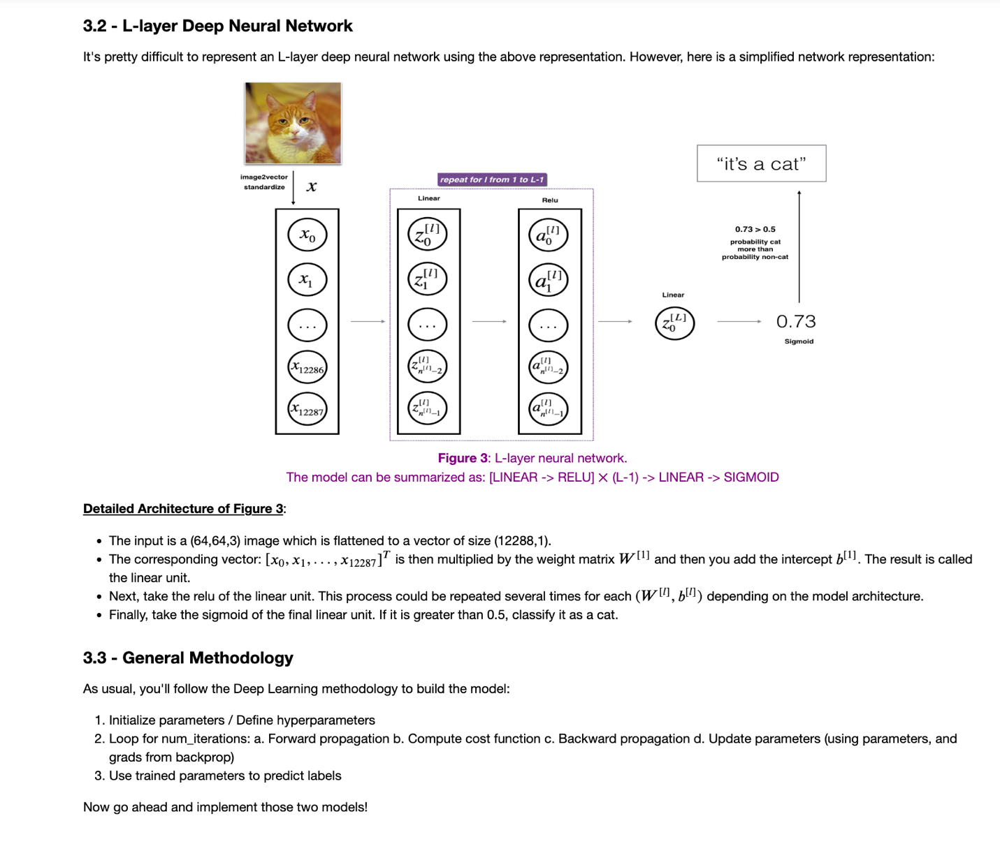 3.2 - L-layer Deep Neural Network
It's pretty difficult to represent an L-layer deep neural network using the above representation. However, here is a simplified network representation:
"it's a cat"
image2vector
standardize
x
repeat for l from 1 to L-1
Linear
Relu
x_0
x_1
...
x_12286
x_12287
z_0^[l]
z_1^[l]
...
z_{n^[l]-2}^[l]
z_{n^[l]-1}^[l]
a_0^[l]
a_1^[l]
...
a_{n^[l]-2}^[l]
a_{n^[l]-1}^[l]
Linear
z_0^[L]
0.73 > 0.5
probability cat
more than
probability non-cat
0.73
Sigmoid
Figure 3: L-layer neural network.
The model can be summarized as: [LINEAR -> RELU] × (L-1) -> LINEAR -> SIGMOID
Detailed Architecture of Figure 3:
• The input is a (64,64,3) image which is flattened to a vector of size (12288,1).
• The corresponding vector: [x_0, x_1, . . . , x_12287]^T is then multiplied by the weight matrix W^[1] and then you add the intercept b^[1]. The result is called
the linear unit.
• Next, take the relu of the linear unit. This process could be repeated several times for each (W^[l], b^[l]) depending on the model architecture.
• Finally, take the sigmoid of the final linear unit. If it is greater than 0.5, classify it as a cat.
3.3 - General Methodology
As usual, you'll follow the Deep Learning methodology to build the model:
1. Initialize parameters / Define hyperparameters
2. Loop for num_iterations: a. Forward propagation b. Compute cost function c. Backward propagation d. Update parameters (using parameters, and
grads from backprop)
3. Use trained parameters to predict labels
Now go ahead and implement those two models!